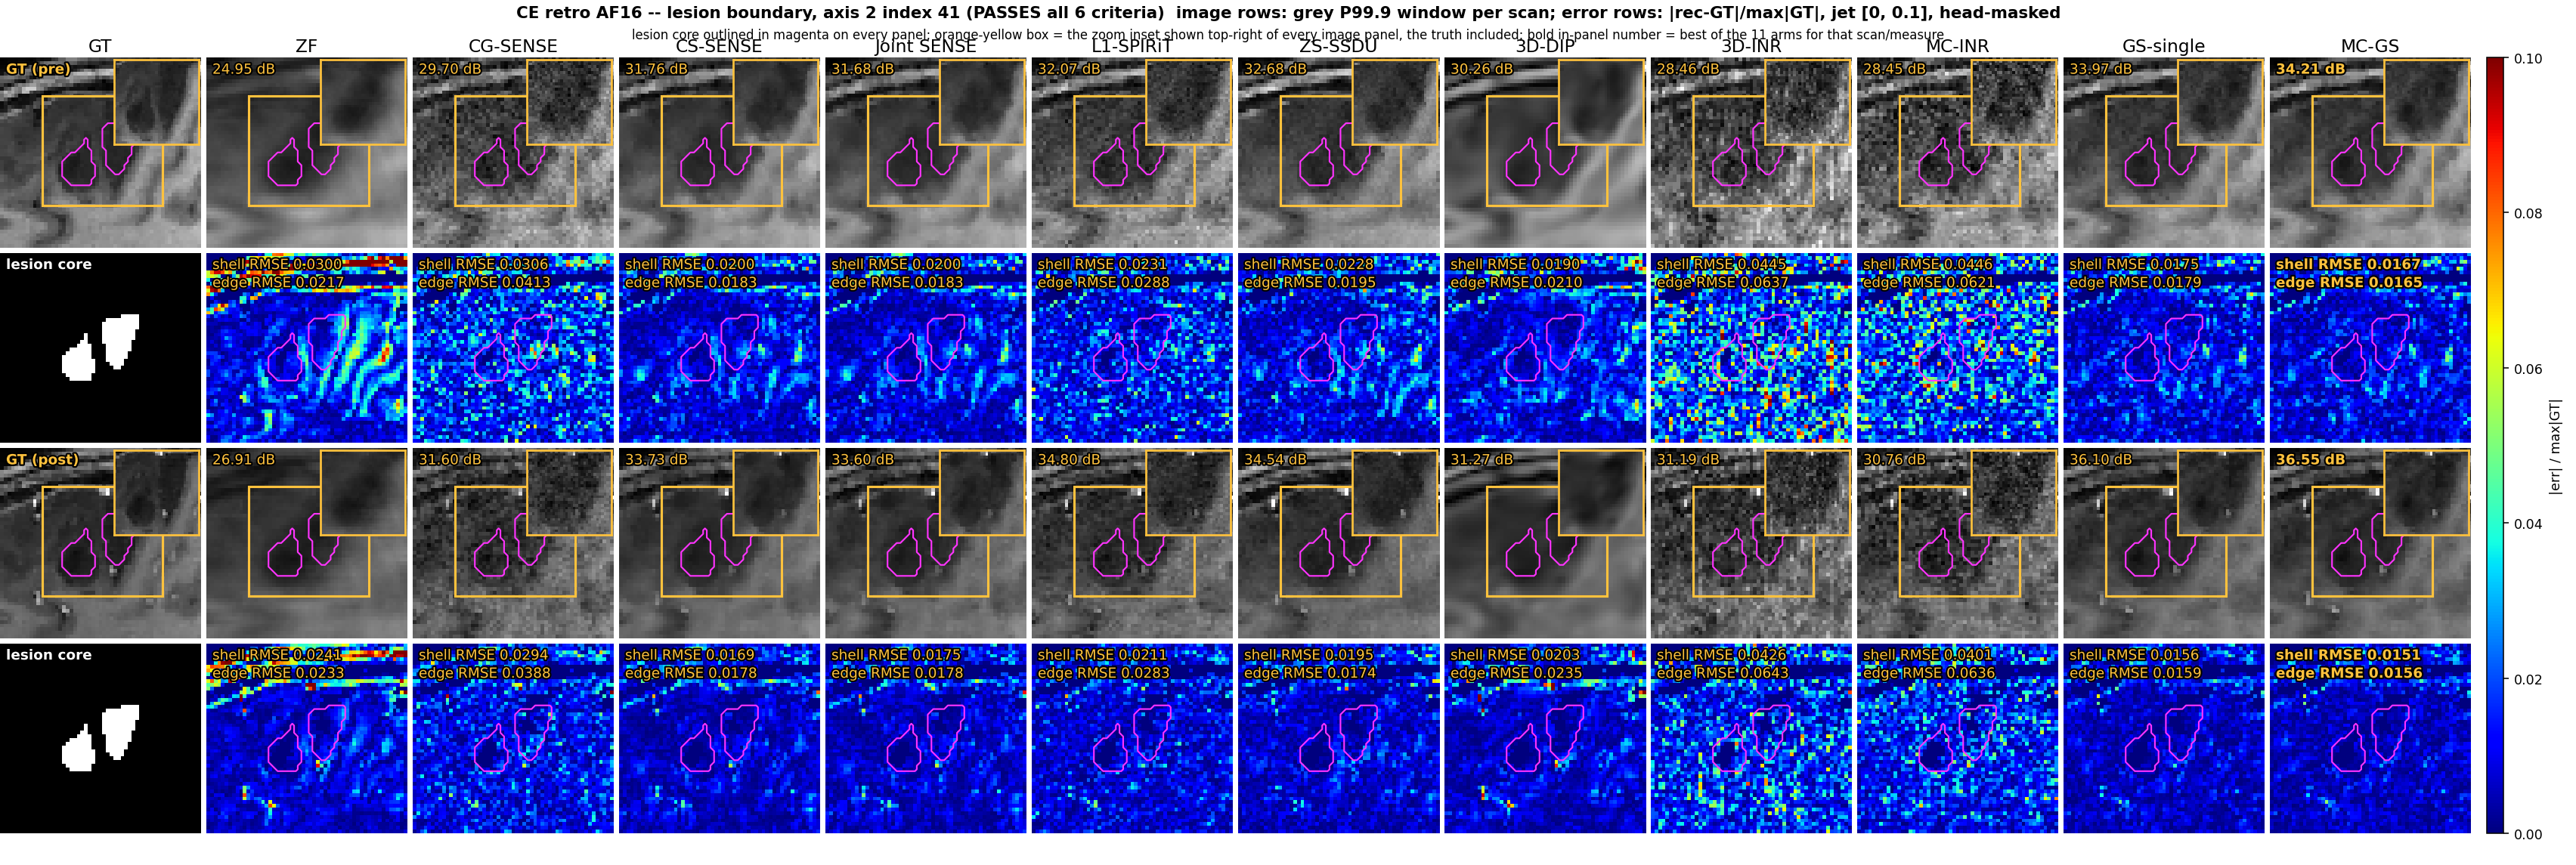 CE retro AF16 -- lesion boundary, axis 2 index 41 (PASSES all 6 criteria)  image rows: grey P99.9 window per scan; error rows: |rec-GT|/max|GT|, jet [0, 0.1], head-masked
lesion core outlined in magenta on every panel; orange-yellow box = the zoom inset shown top-right of every image panel, the truth included; bold in-panel number = best of the 11 arms for that scan/measure
GT ZF CG-SENSE CS-SENSE Joint SENSE L1-SPIRiT ZS-SSDU 3D-DIP 3D-INR MC-INR GS-single MC-GS
GT (pre) 24.95 dB 29.70 dB 31.76 dB 31.68 dB 32.07 dB 32.68 dB 30.26 dB 28.46 dB 28.45 dB 33.97 dB 34.21 dB
lesion core shell RMSE 0.0300 shell RMSE 0.0306 shell RMSE 0.0200 shell RMSE 0.0200 shell RMSE 0.0231 shell RMSE 0.0228 shell RMSE 0.0190 shell RMSE 0.0445 shell RMSE 0.0446 shell RMSE 0.0175 shell RMSE 0.0167
edge RMSE 0.0217 edge RMSE 0.0413 edge RMSE 0.0183 edge RMSE 0.0183 edge RMSE 0.0288 edge RMSE 0.0195 edge RMSE 0.0210 edge RMSE 0.0637 edge RMSE 0.0621 edge RMSE 0.0179 edge RMSE 0.0165
GT (post) 26.91 dB 31.60 dB 33.73 dB 33.60 dB 34.80 dB 34.54 dB 31.27 dB 31.19 dB 30.76 dB 36.10 dB 36.55 dB
lesion core shell RMSE 0.0241 shell RMSE 0.0294 shell RMSE 0.0169 shell RMSE 0.0175 shell RMSE 0.0211 shell RMSE 0.0195 shell RMSE 0.0203 shell RMSE 0.0426 shell RMSE 0.0401 shell RMSE 0.0156 shell RMSE 0.0151
edge RMSE 0.0233 edge RMSE 0.0388 edge RMSE 0.0178 edge RMSE 0.0178 edge RMSE 0.0283 edge RMSE 0.0174 edge RMSE 0.0235 edge RMSE 0.0643 edge RMSE 0.0636 edge RMSE 0.0159 edge RMSE 0.0156
0.10
0.08
0.06
0.04
0.02
0.00
|err| / max|GT|